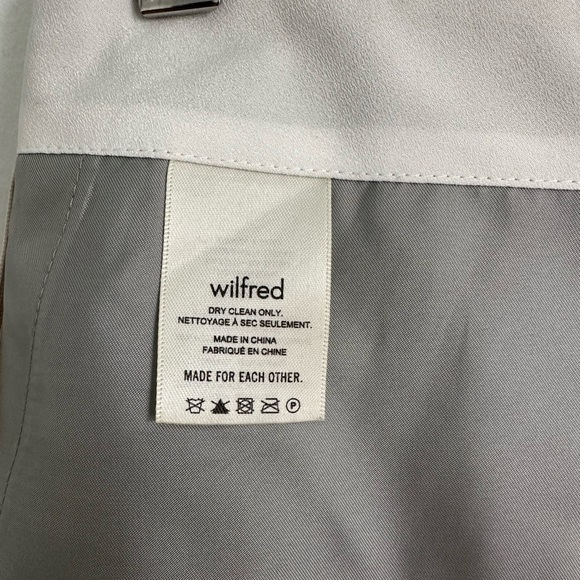 wilfred
DRY CLEAN ONLY.
NETTOYAGE À SEC SEULEMENT.
MADE IN CHINA
FABRIQUÉ EN CHINE
MADE FOR EACH OTHER.
P